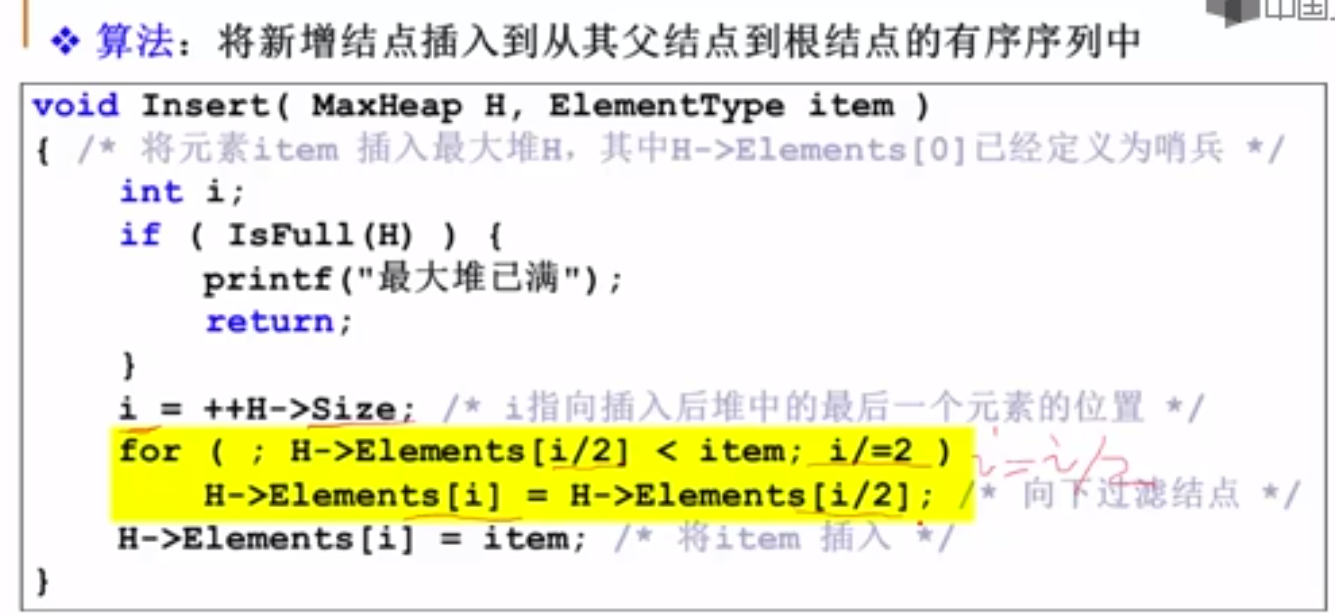 中国
❖ 算法：将新增结点插入到从其父结点到根结点的有序序列中
void Insert( MaxHeap H, ElementType item )
{ /* 将元素item 插入最大堆H，其中H->Elements[0]已经定义为哨兵 */
int i;
if ( IsFull(H) ) {
printf("最大堆已满");
return;
}
i = ++H->Size; /* i指向插入后堆中的最后一个元素的位置 */
for ( ; H->Elements[i/2] < item; i/=2 ) i=i/2
H->Elements[i] = H->Elements[i/2]; /* 向下过滤结点 */
H->Elements[i] = item; /* 将item 插入 */
}